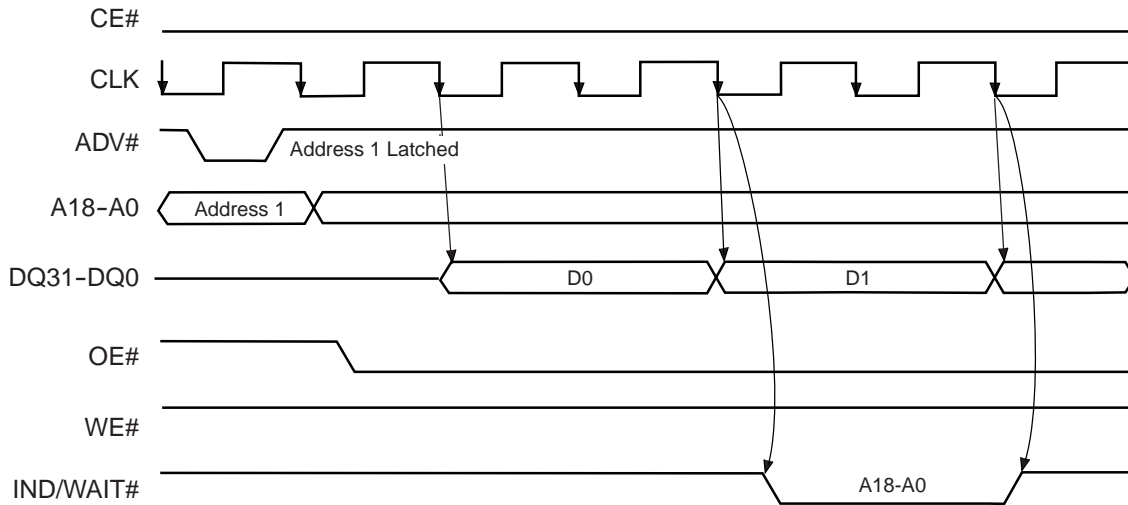 CE#
CLK
ADV#
Address 1 Latched
A18-A0
Address 1
DQ31-DQ0
D0
D1
OE#
WE#
IND/WAIT#
A18-A0